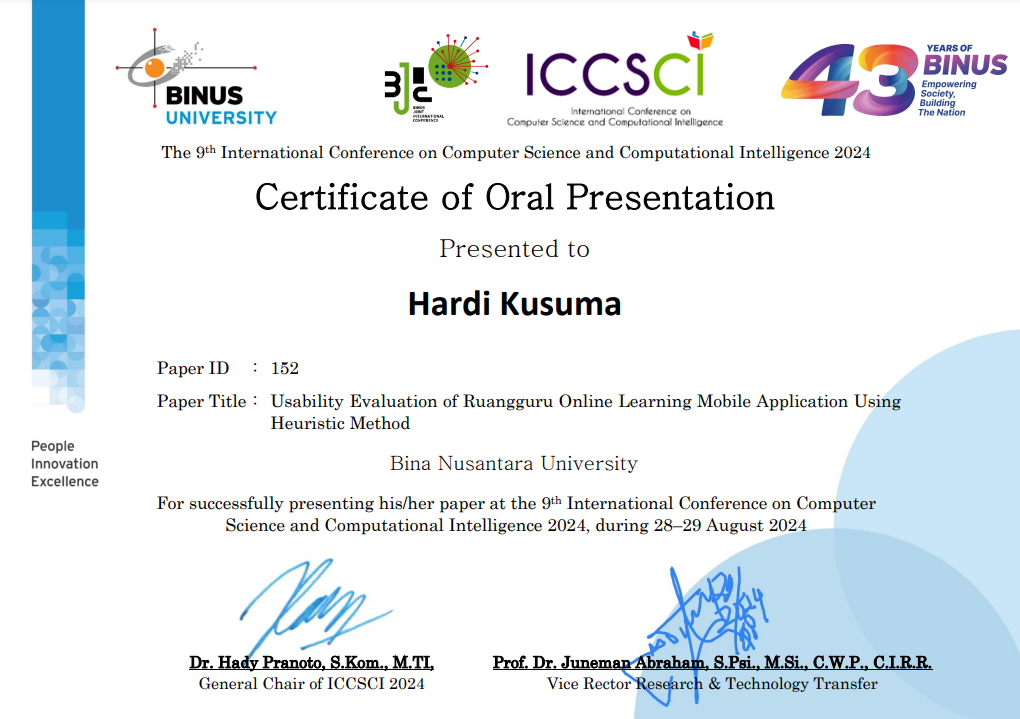 BINUS
UNIVERSITY
BJIC
BINUS
JOINT
INTERNATIONAL
CONFERENCE
ICCSCI
International Conference on
Computer Science and Computational Intelligence
43
YEARS OF
BINUS
Empowering
Society,
Building
The Nation
The 9th International Conference on Computer Science and Computational Intelligence 2024
Certificate of Oral Presentation
Presented to
Hardi Kusuma
Paper ID : 152
Paper Title : Usability Evaluation of Ruangguru Online Learning Mobile Application Using
Heuristic Method
People
Innovation
Excellence
Bina Nusantara University
For successfully presenting his/her paper at the 9th International Conference on Computer
Science and Computational Intelligence 2024, during 28–29 August 2024
Dr. Hady Pranoto, S.Kom., M.TI,
General Chair of ICCSCI 2024
Prof. Dr. Juneman Abraham, S.Psi., M.Si., C.W.P., C.I.R.R.
Vice Rector Research & Technology Transfer